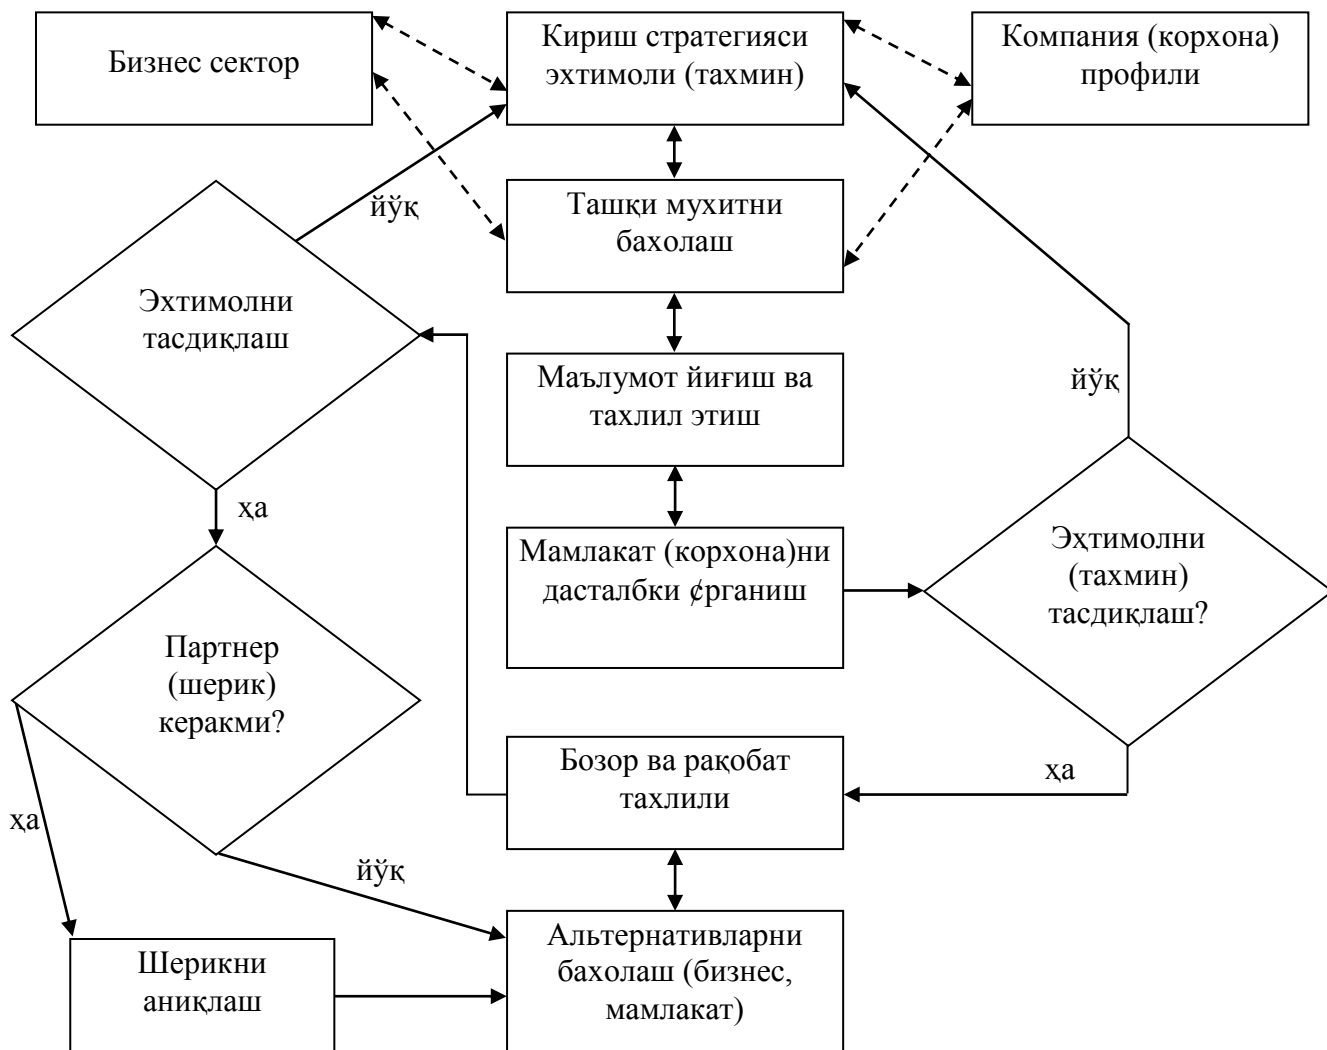 Бизнес сектор
Кириш стратегияси
эхтимоли (тахмин)
Компания (корхона)
профили
йўқ
Ташқи мухитни
бахолаш
Эхтимолни
тасдиқлаш
Маълумот йиғиш ва
тахлил этиш
йўқ
ҳа
Мамлакат (корхона)ни
дасталбки ¢рганиш
Эҳтимолни
(тахмин)
тасдиқлаш?
Партнер
(шерик)
керакми?
Бозор ва рақобат
тахлили
ҳа
ҳа
йўқ
Шерикни
аниқлаш
Альтернативларни
бахолаш (бизнес,
мамлакат)